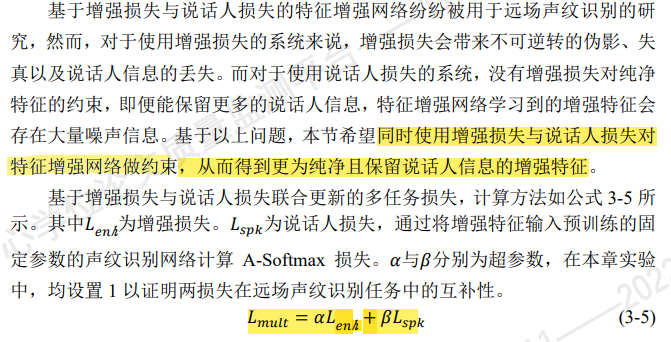 基于增强损失与说话人损失的特征增强网络纷纷被用于远场声纹识别的研
究，然而，对于使用增强损失的系统来说，增强损失会带来不可逆转的伪影、失
真以及说话人信息的丢失。而对于使用说话人损失的系统，没有增强损失对纯净
特征的约束，即便能保留更多的说话人信息，特征增强网络学习到的增强特征会
存在大量噪声信息。基于以上问题，本节希望同时使用增强损失与说话人损失对
特征增强网络做约束，从而得到更为纯净且保留说话人信息的增强特征。
基于增强损失与说话人损失联合更新的多任务损失，计算方法如公式 3-5 所
示。其中L_enh为增强损失。L_spk为说话人损失，通过将增强特征输入预训练的固
定参数的声纹识别网络计算 A-Softmax 损失。α与β分别为超参数，在本章实验
中，均设置 1 以证明两损失在远场声纹识别任务中的互补性。
L_mult = αL_enh + βL_spk (3-5)